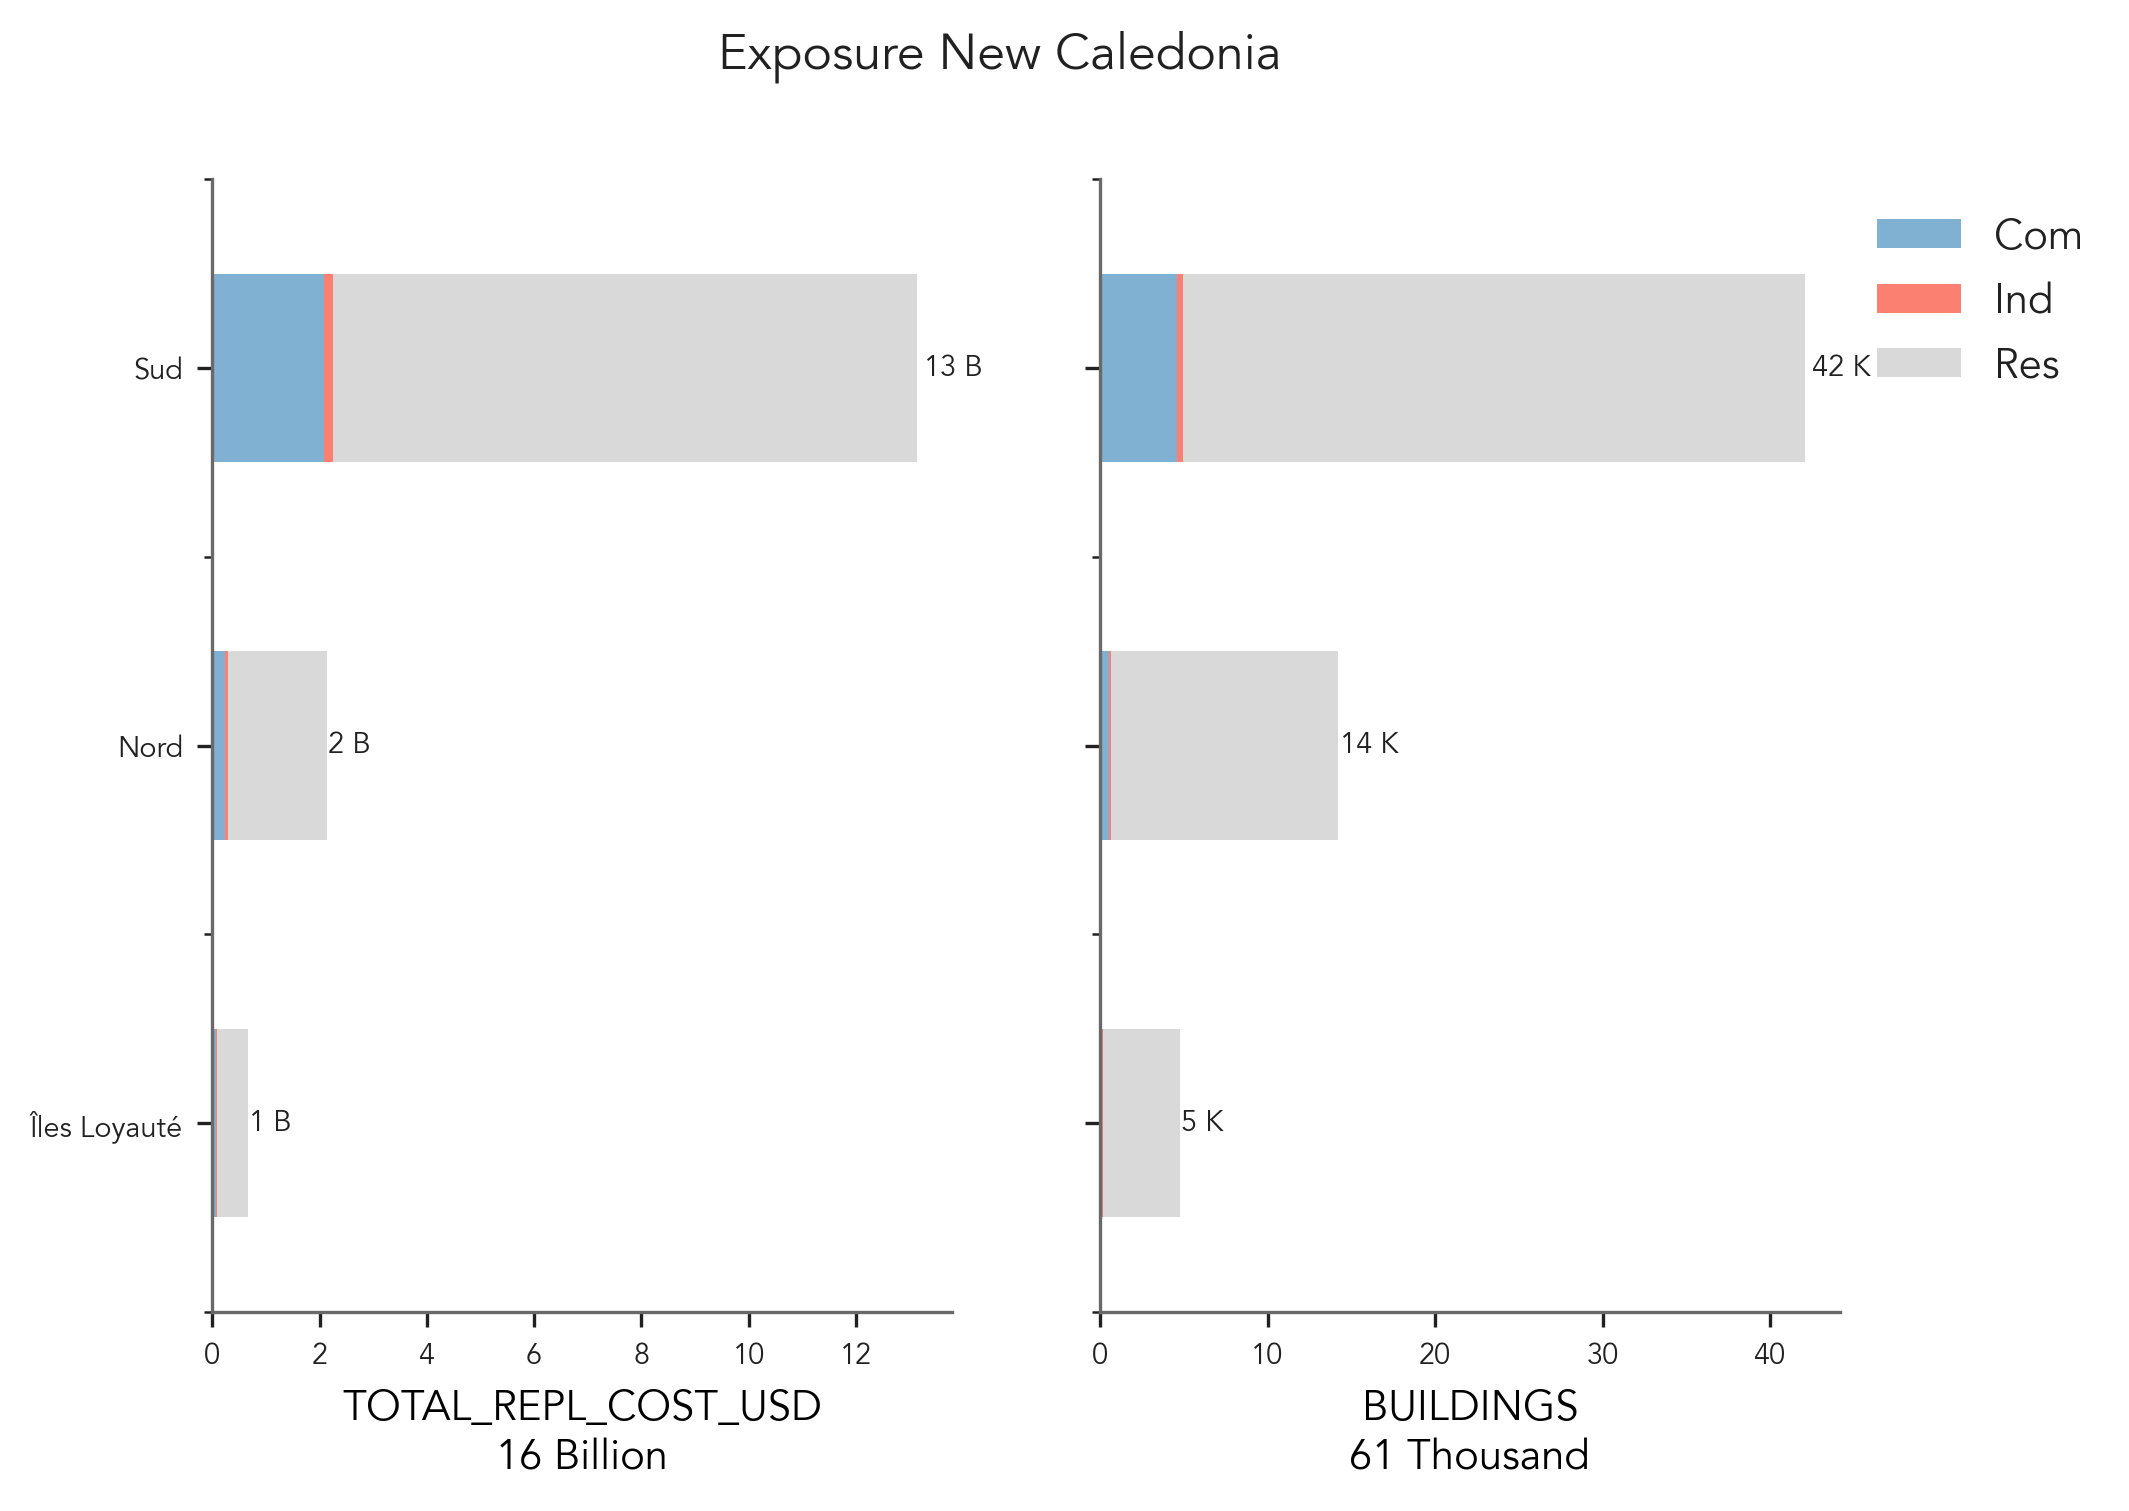 Exposure New Caledonia
Sud
13 B
Nord
2 B
Îles Loyauté
1 B
0 2 4 6 8 10 12
TOTAL_REPL_COST_USD
16 Billion
42 K
14 K
5 K
0 10 20 30 40
BUILDINGS
61 Thousand
Com
Ind
Res